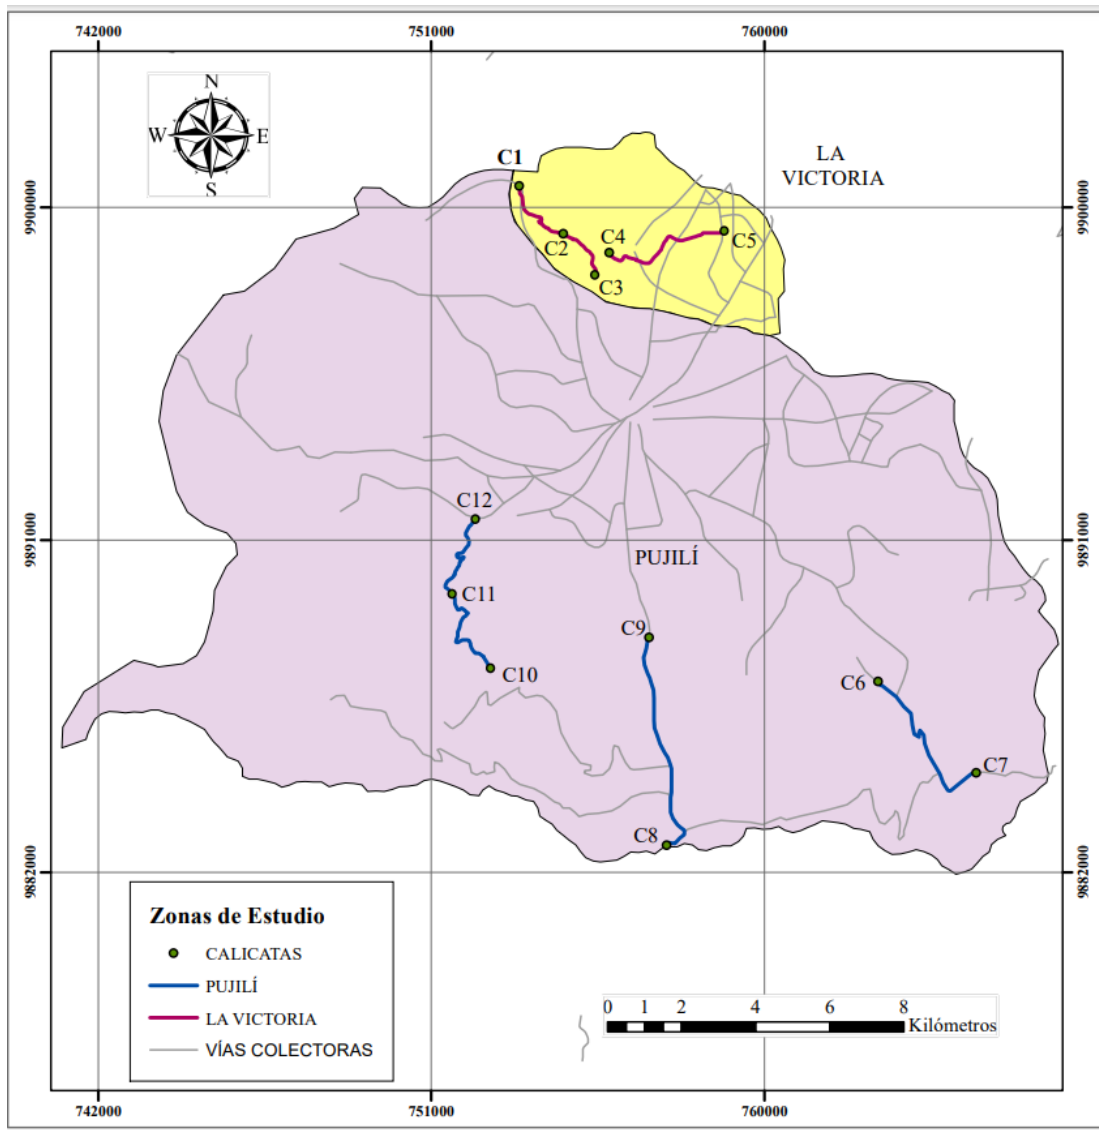 742000 751000 760000
N
W E
S
C1
LA
VICTORIA
9900000 9900000
C2
C4
C5
C3
C12
9891000 9891000
PUJILÍ
C11
C9
C10
C6
C7
C8
9882000 9882000
Zonas de Estudio
CALICATAS
PUJILÍ
LA VICTORIA
VÍAS COLECTORAS
0 1 2 4 6 8
Kilómetros
742000 751000 760000